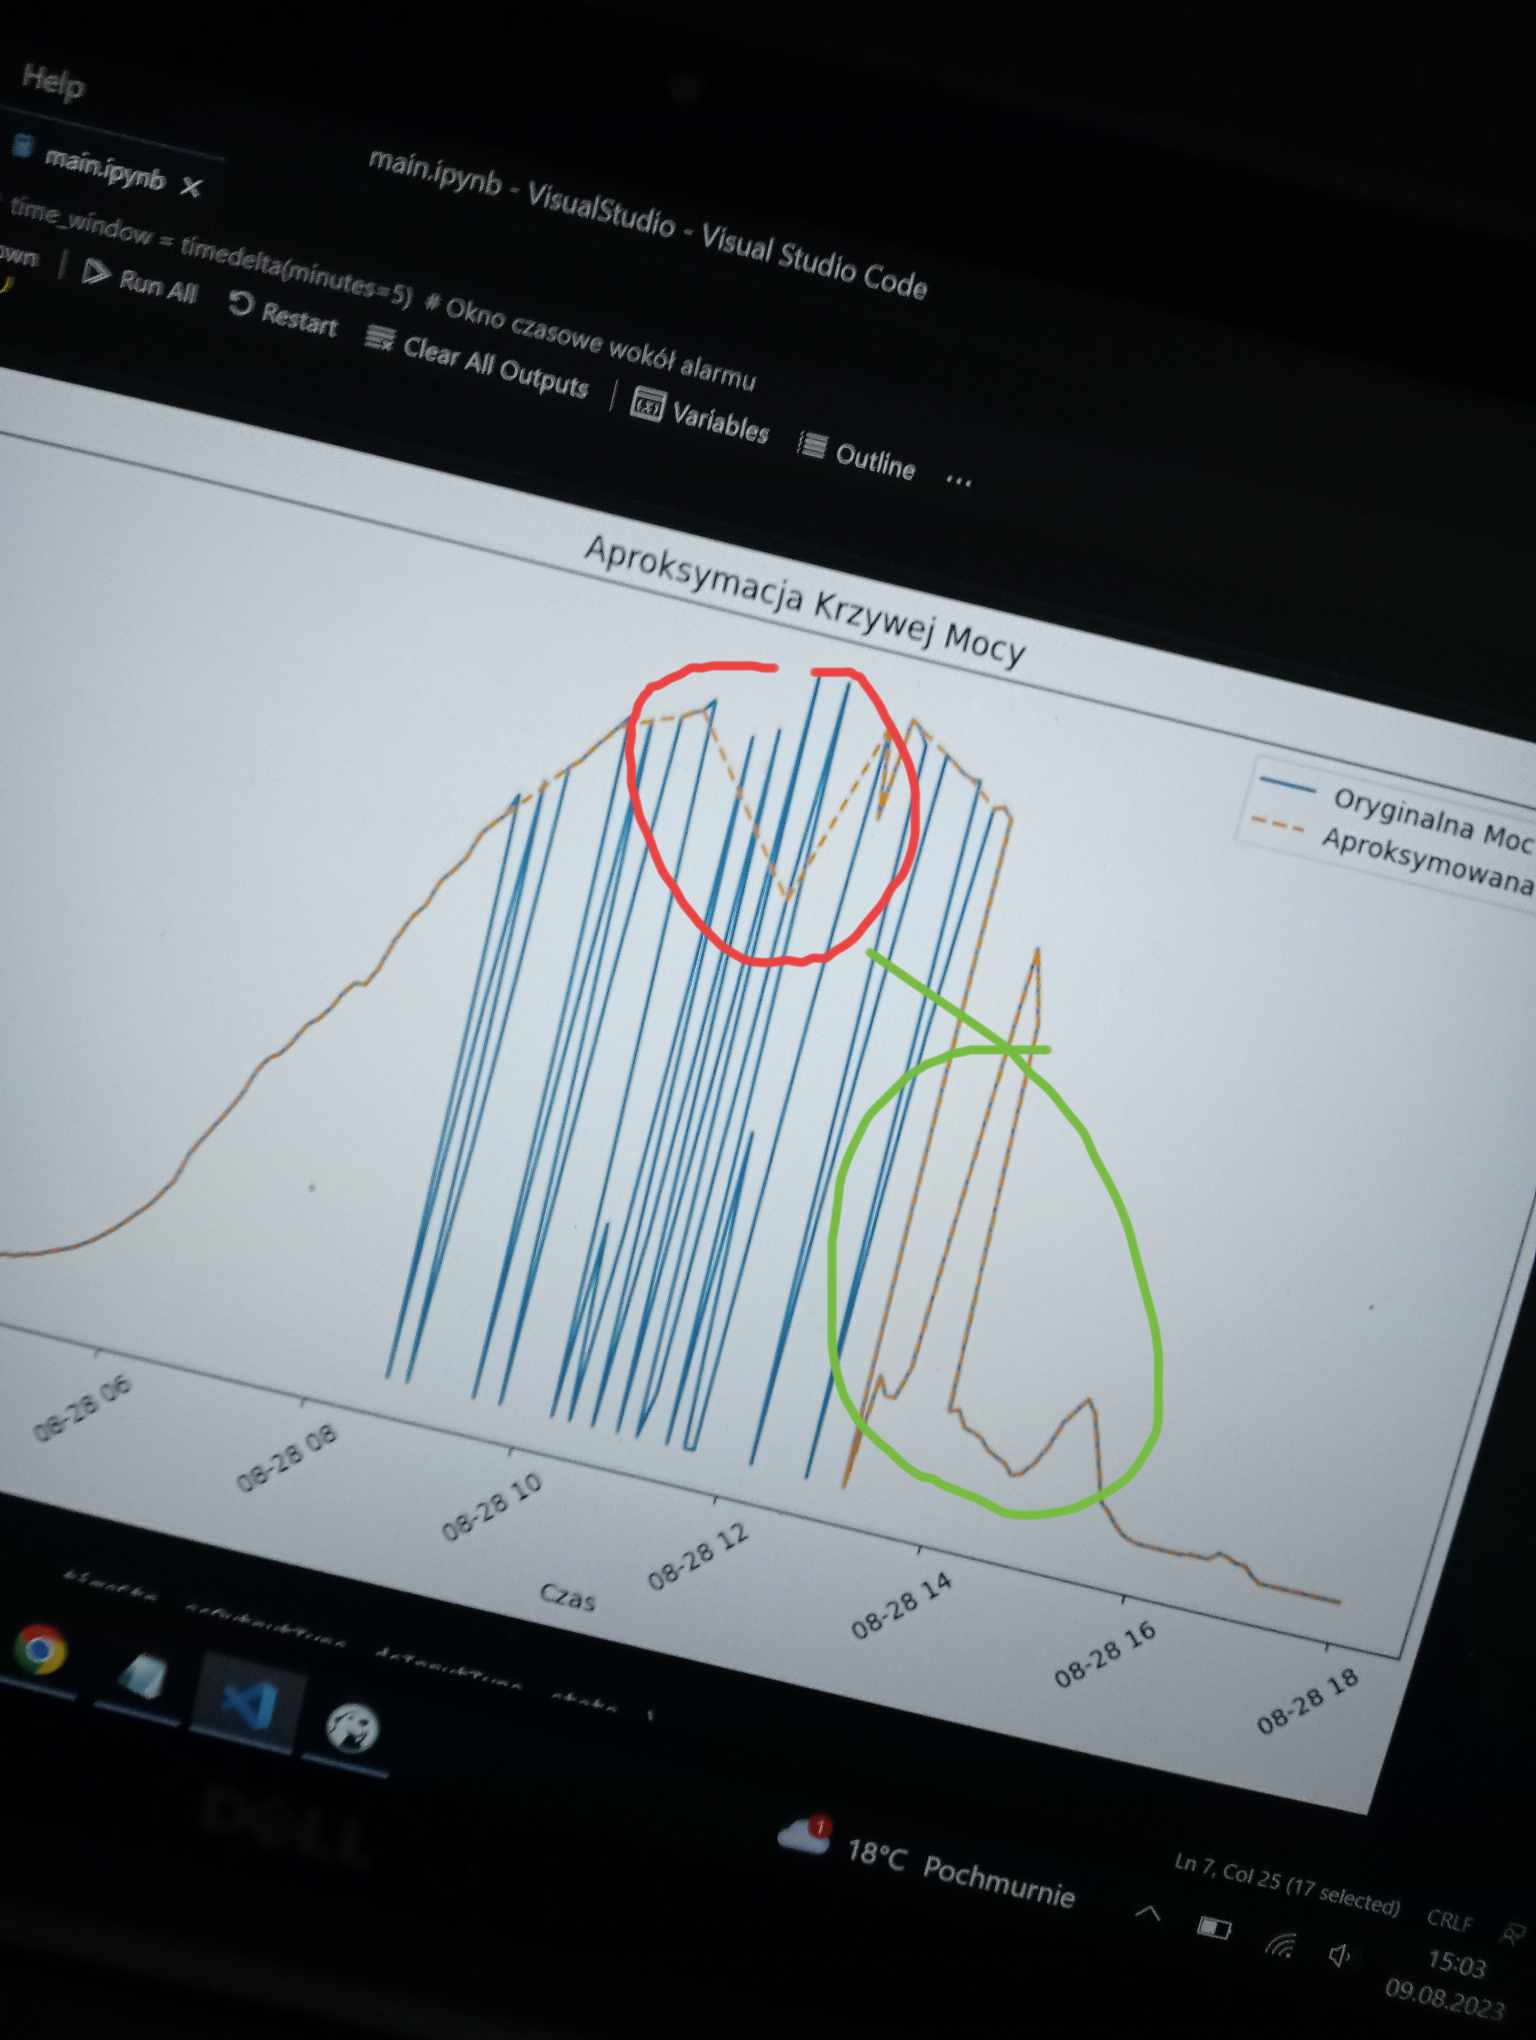 Help
main.ipynb
main.ipynb - VisualStudio - Visual Studio Code
time_window = timedelta(minutes=5) # Okno czasowe wokół alarmu
Run All
Restart
Clear All Outputs
Variables
Outline
...
Aproksymacja Krzywej Mocy
Oryginalna Moc
Aproksymowana
08-28 06
08-28 08
08-28 10
08-28 12
08-28 14
08-28 16
08-28 18
Czas
DELL
1
18°C Pochmurnie
Ln 7, Col 25 (17 selected)
CRLF
15:03
09.08.2023